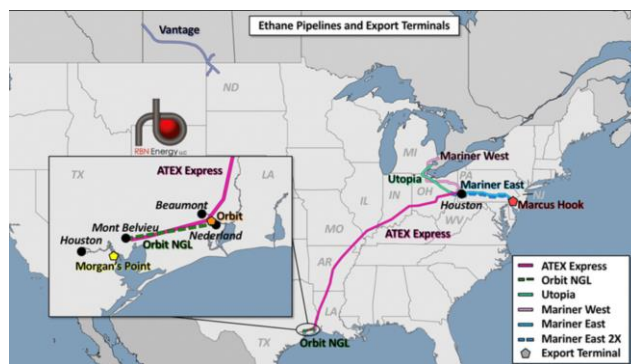 Ethane Pipelines and Export Terminals
Vantage
ND
RBN Energy LLC
MI
Mariner West
Utopia
PA
OH
Mariner East
NJ
IL
IN
Houston
Marcus Hook
WV
MO
ATEX Express
AR
LA
TX
Orbit NGL
TX
ATEX Express
LA
Beaumont
Orbit
Mont Belvieu
Nederland
Houston
Orbit NGL
Morgan's Point
ATEX Express
Orbit NGL
Utopia
Mariner West
Mariner East
Mariner East 2X
Export Terminal